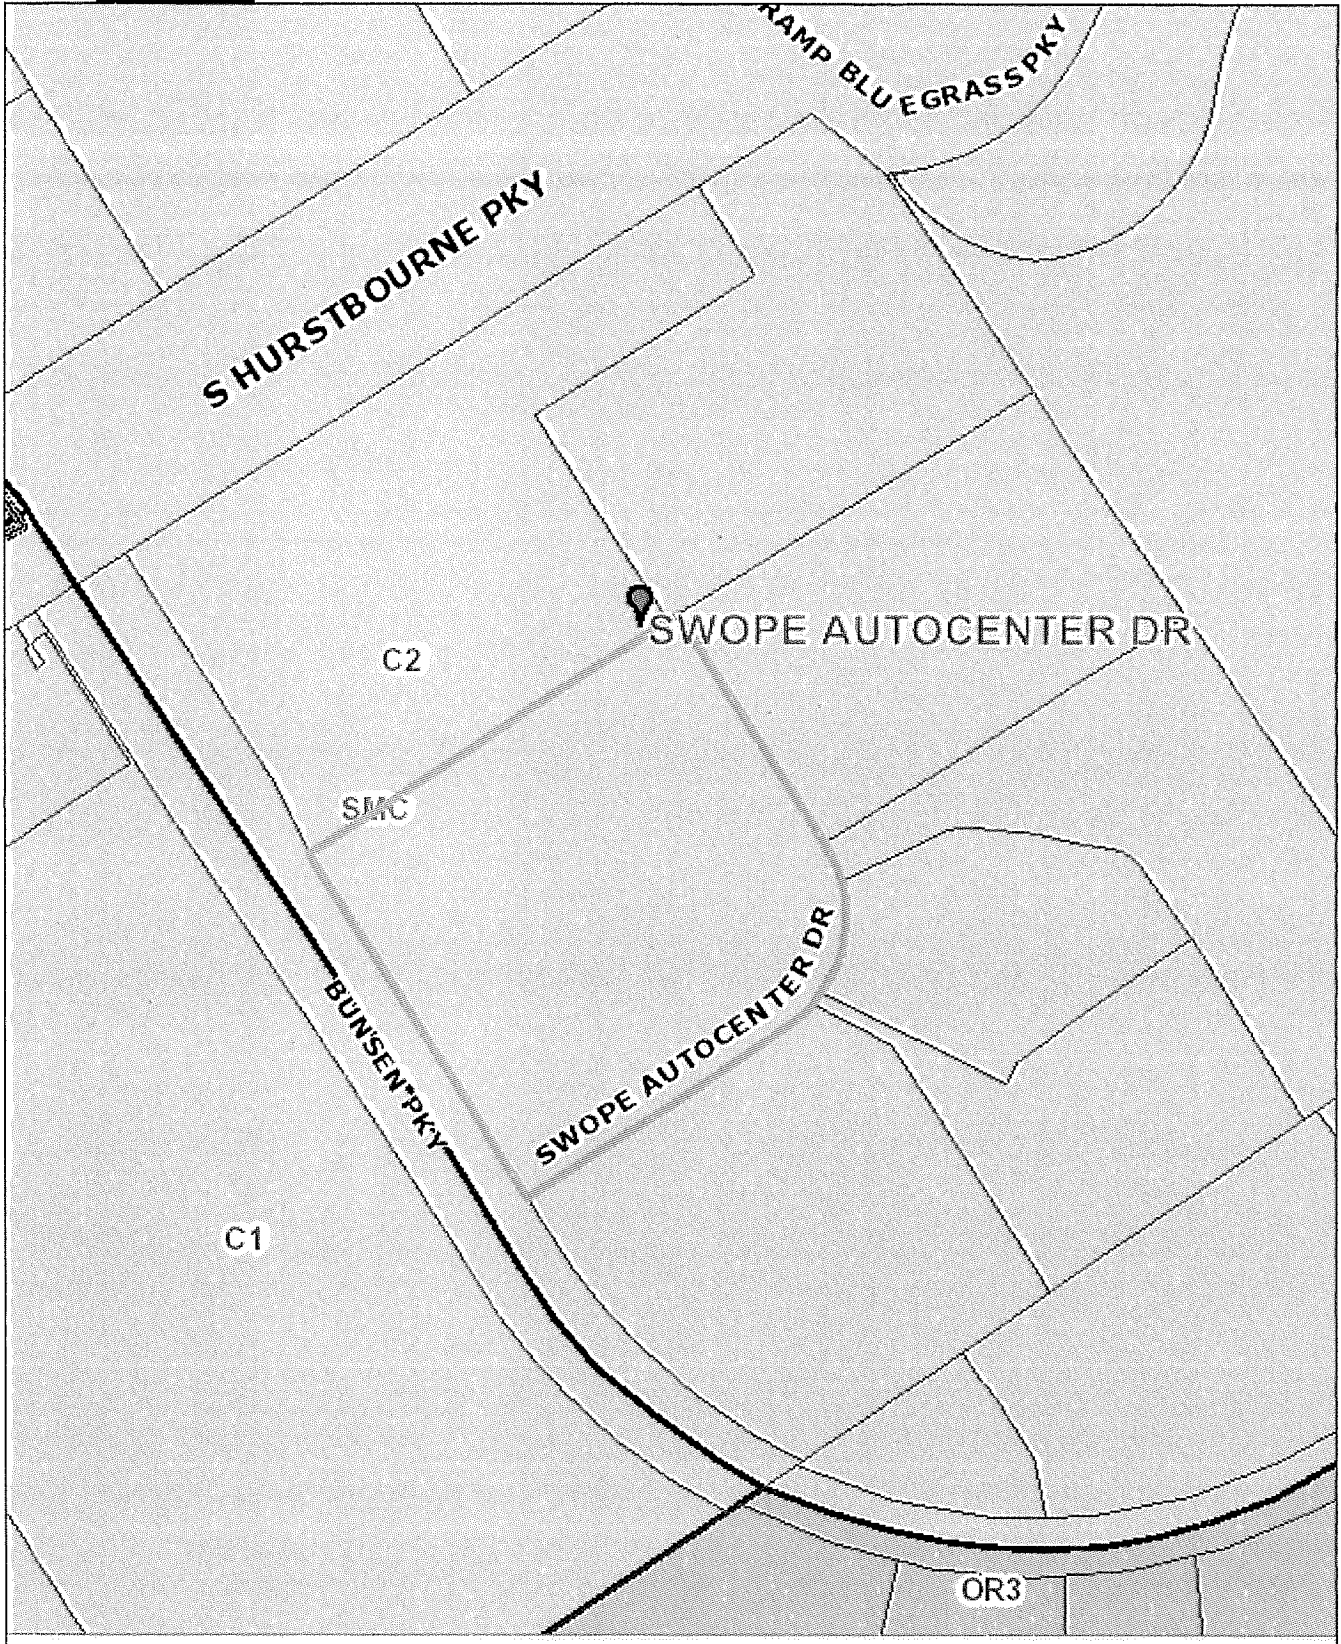 RAMP BLUEGRASS PKY
S HURSTBOURNE PKY
SWOPE AUTOCENTER DR
C2
SMC
SWOPE AUTOCENTER DR
BUNSEN PKY
C1
OR3